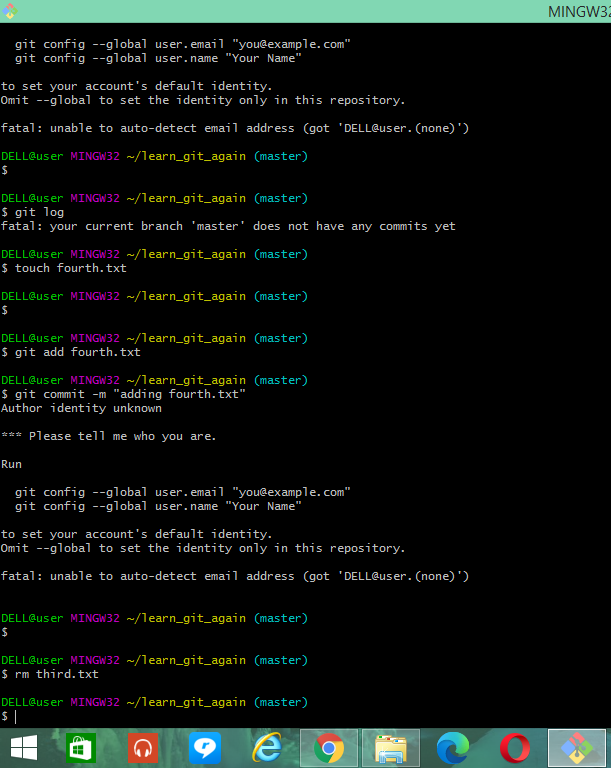 MINGW32
git config --global user.email "you@example.com"
git config --global user.name "Your Name"
to set your account's default identity.
Omit --global to set the identity only in this repository.
fatal: unable to auto-detect email address (got 'DELL@user.(none)')
DELL@user MINGW32 ~/learn_git_again (master)
$
DELL@user MINGW32 ~/learn_git_again (master)
$ git log
fatal: your current branch 'master' does not have any commits yet
DELL@user MINGW32 ~/learn_git_again (master)
$ touch fourth.txt
DELL@user MINGW32 ~/learn_git_again (master)
$
DELL@user MINGW32 ~/learn_git_again (master)
$ git add fourth.txt
DELL@user MINGW32 ~/learn_git_again (master)
$ git commit -m "adding fourth.txt"
Author identity unknown
*** Please tell me who you are.
Run
git config --global user.email "you@example.com"
git config --global user.name "Your Name"
to set your account's default identity.
Omit --global to set the identity only in this repository.
fatal: unable to auto-detect email address (got 'DELL@user.(none)')
DELL@user MINGW32 ~/learn_git_again (master)
$
DELL@user MINGW32 ~/learn_git_again (master)
$ rm third.txt
DELL@user MINGW32 ~/learn_git_again (master)
$